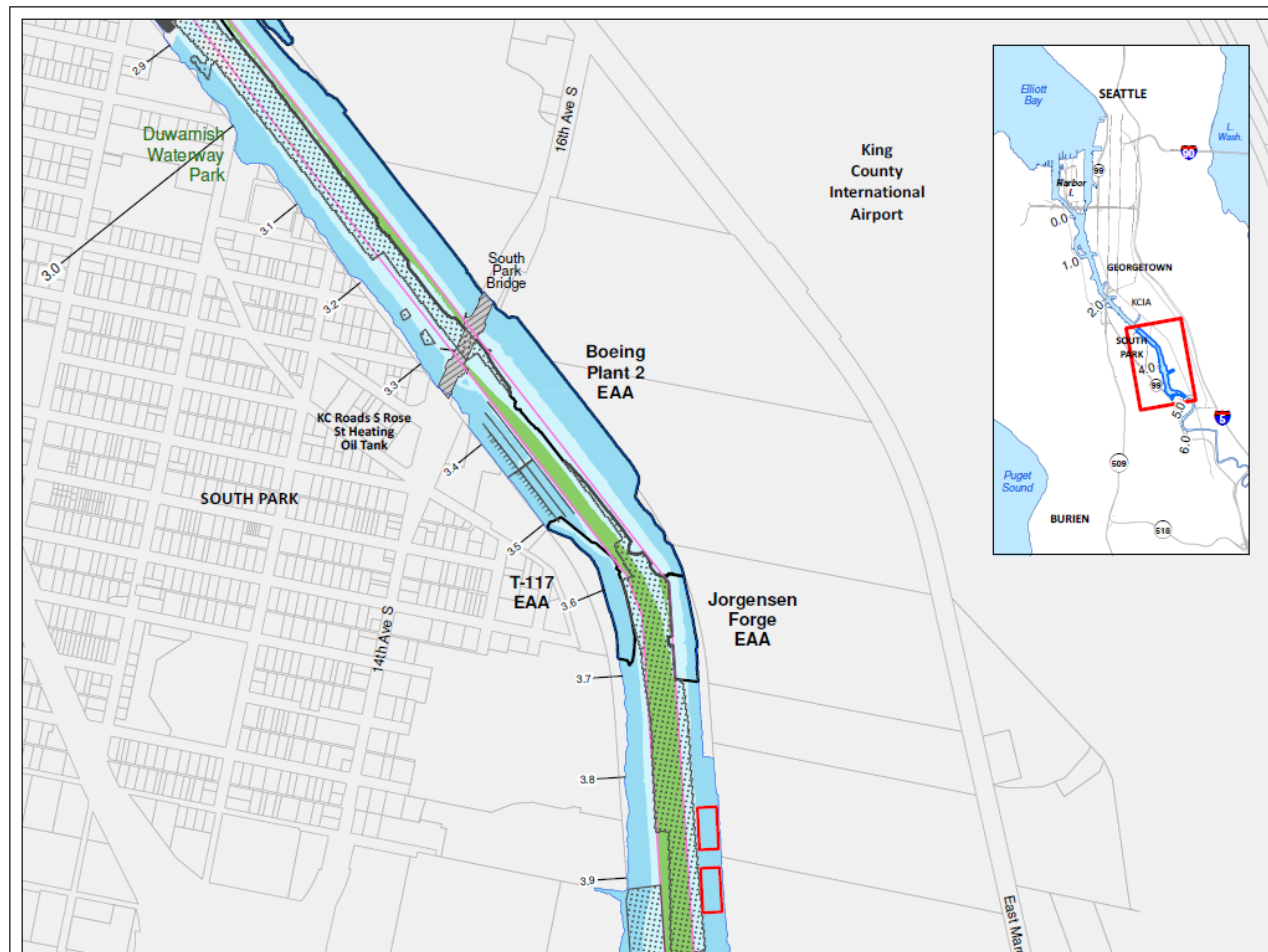 2.9
Duwamish
Waterway
Park
3.0
3.1
3.2
3.3
3.4
3.5
3.6
3.7
3.8
3.9
16th Ave S
South
Park
Bridge
King
County
International
Airport
Boeing
Plant 2
EAA
KC Roads S Rose
St Heating
Oil Tank
SOUTH PARK
T-117
EAA
14th Ave S
Jorgensen
Forge
EAA
East Mar
Elliott
Bay
SEATTLE
L.
Wash.
90
99
Harbor
I.
0.0
1.0
GEORGETOWN
2.0
KCIA
SOUTH
PARK
4.0
99
5.0
5
6.0
509
Puget
Sound
BURIEN
518